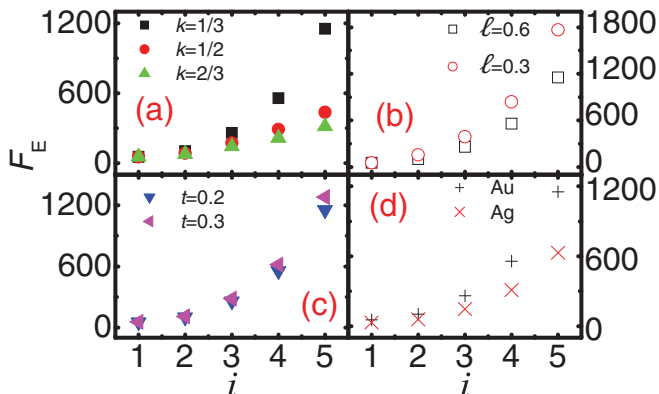 1200
600
0
F_E
k=1/3
k=1/2
k=2/3
(a)
ℓ=0.6
ℓ=0.3
(b)
1800
1200
600
0
1200
600
0
t=0.2
t=0.3
(c)
Au
Ag
(d)
1200
600
0
1 2 3 4 5
1 2 3 4 5
i
i